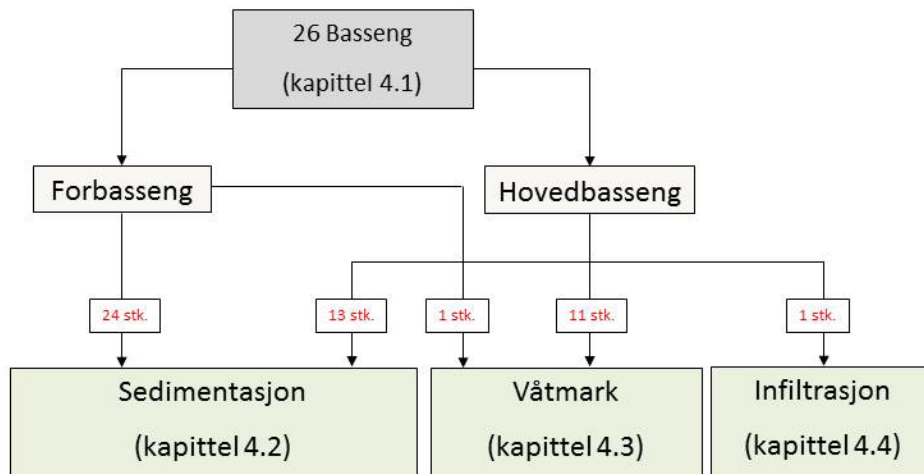 26 Basseng
(kapittel 4.1)
Forbasseng
Hovedbasseng
24 stk.
13 stk.
1 stk.
11 stk.
1 stk.
Sedimentasjon
(kapittel 4.2)
Våtmark
(kapittel 4.3)
Infiltrasjon
(kapittel 4.4)